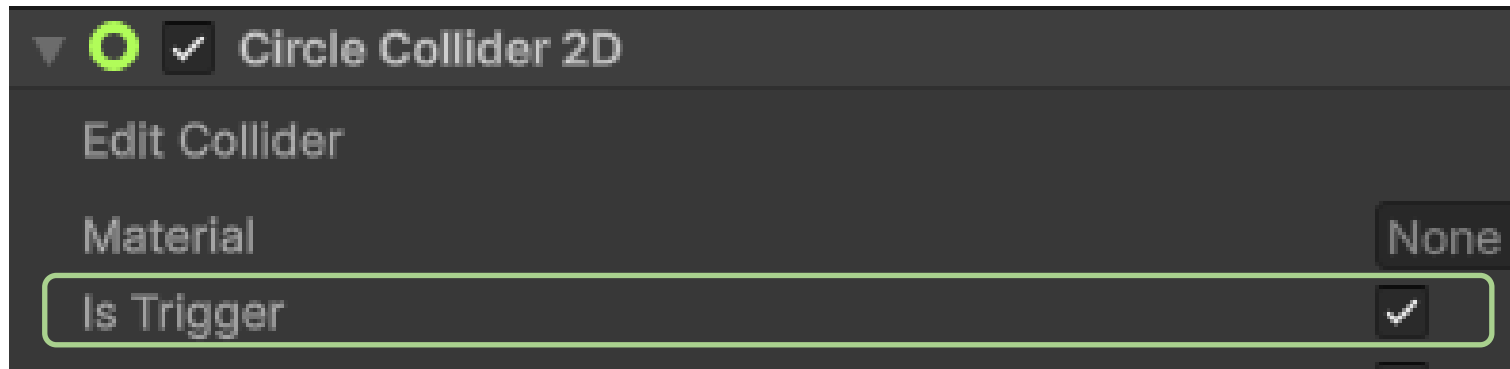 Circle Collider 2D
Edit Collider
Material None
Is Trigger